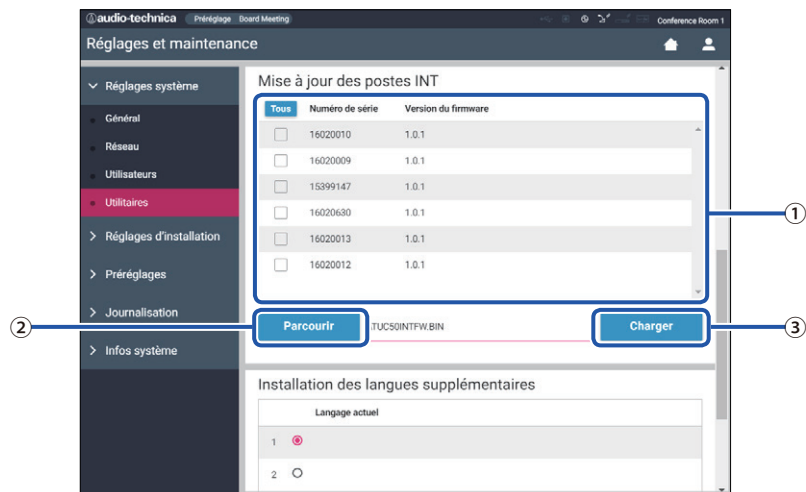 audio-technica Préréglage Board Meeting Conference Room 1
Réglages et maintenance
Réglages système
Général
Réseau
Utilisateurs
Utilitaires
Réglages d'installation
Préréglages
Journalisation
Infos système
Mise à jour des postes INT
Tous Numéro de série Version du firmware
16020010 1.0.1
16020009 1.0.1
15399147 1.0.1
16020630 1.0.1
16020013 1.0.1
16020012 1.0.1
①
② Parcourir .TUC50INTFW.BIN Charger ③
Installation des langues supplémentaires
Langage actuel
1
2